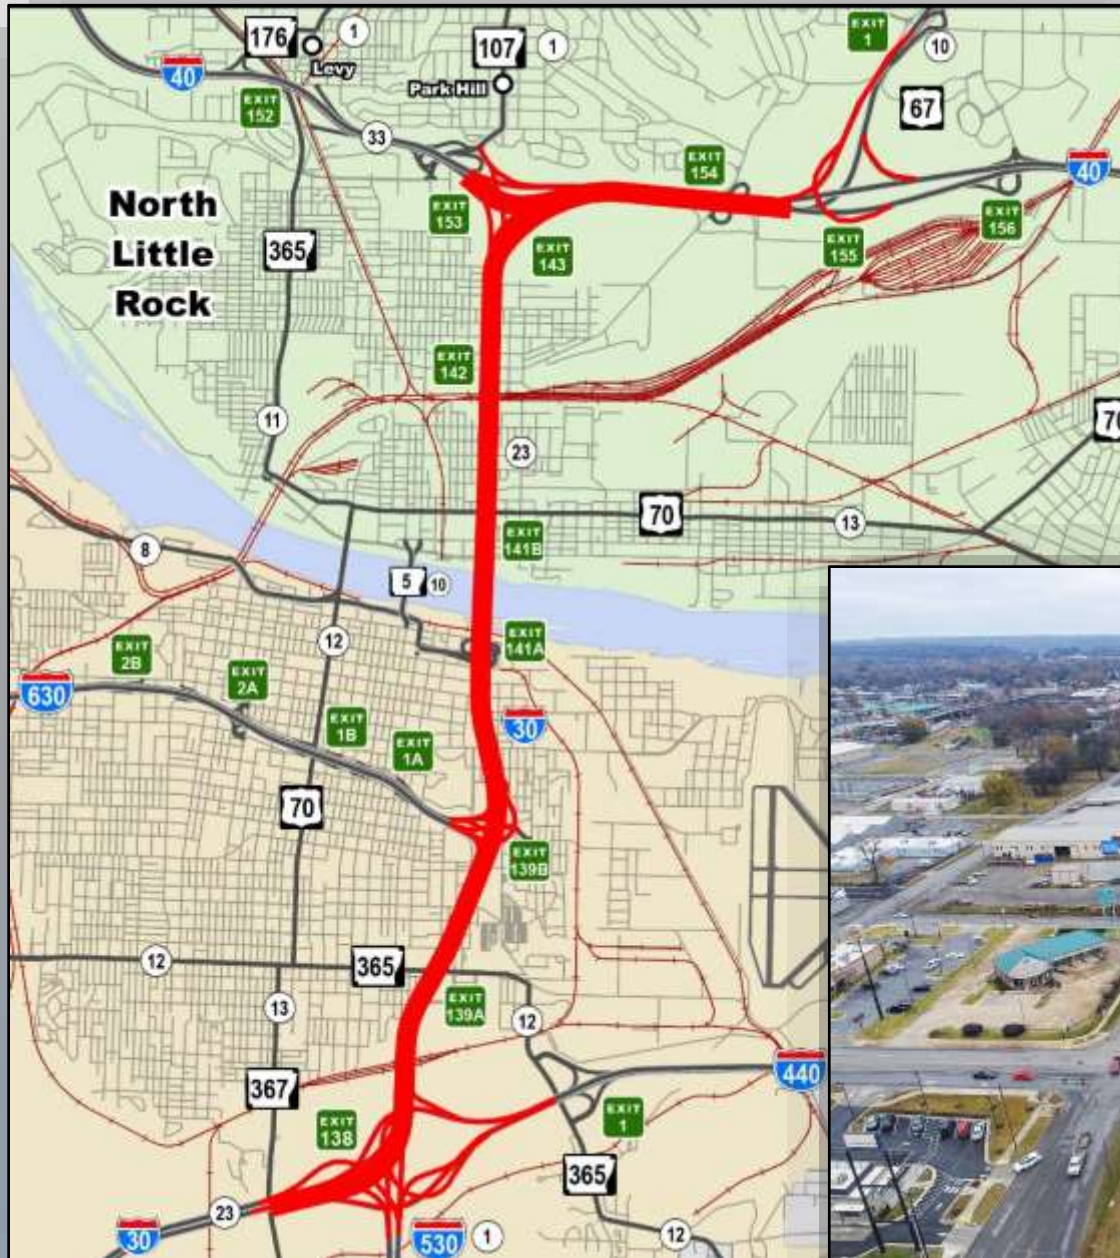 176
1
Levy
107
1
Park Hill
EXIT
1
10
67
40
EXIT
152
33
EXIT
154
40
North
Little
Rock
365
EXIT
153
EXIT
143
EXIT
155
EXIT
156
EXIT
142
11
23
70
70
13
EXIT
141B
8
5
10
12
EXIT
2B
EXIT
2A
EXIT
141A
630
EXIT
1B
30
EXIT
1A
70
EXIT
139B
12
365
13
EXIT
139A
12
367
440
EXIT
138
EXIT
1
365
23
30
530
1
12